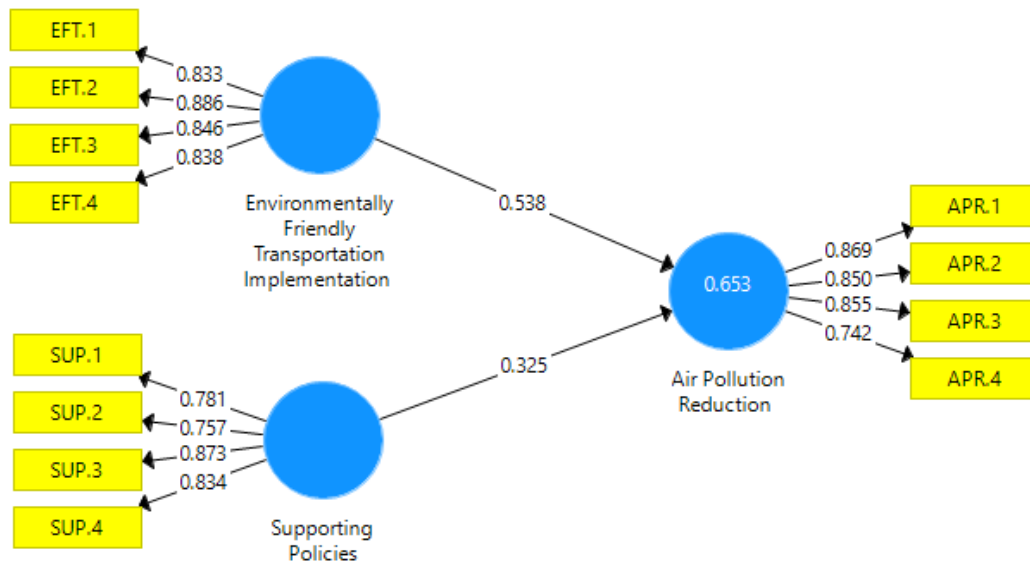 EFT.1
EFT.2
EFT.3
EFT.4
0.833
0.886
0.846
0.838
Environmentally
Friendly
Transportation
Implementation
0.538
SUP.1
SUP.2
SUP.3
SUP.4
0.781
0.757
0.873
0.834
Supporting
Policies
0.325
0.653
Air Pollution
Reduction
0.869
0.850
0.855
0.742
APR.1
APR.2
APR.3
APR.4